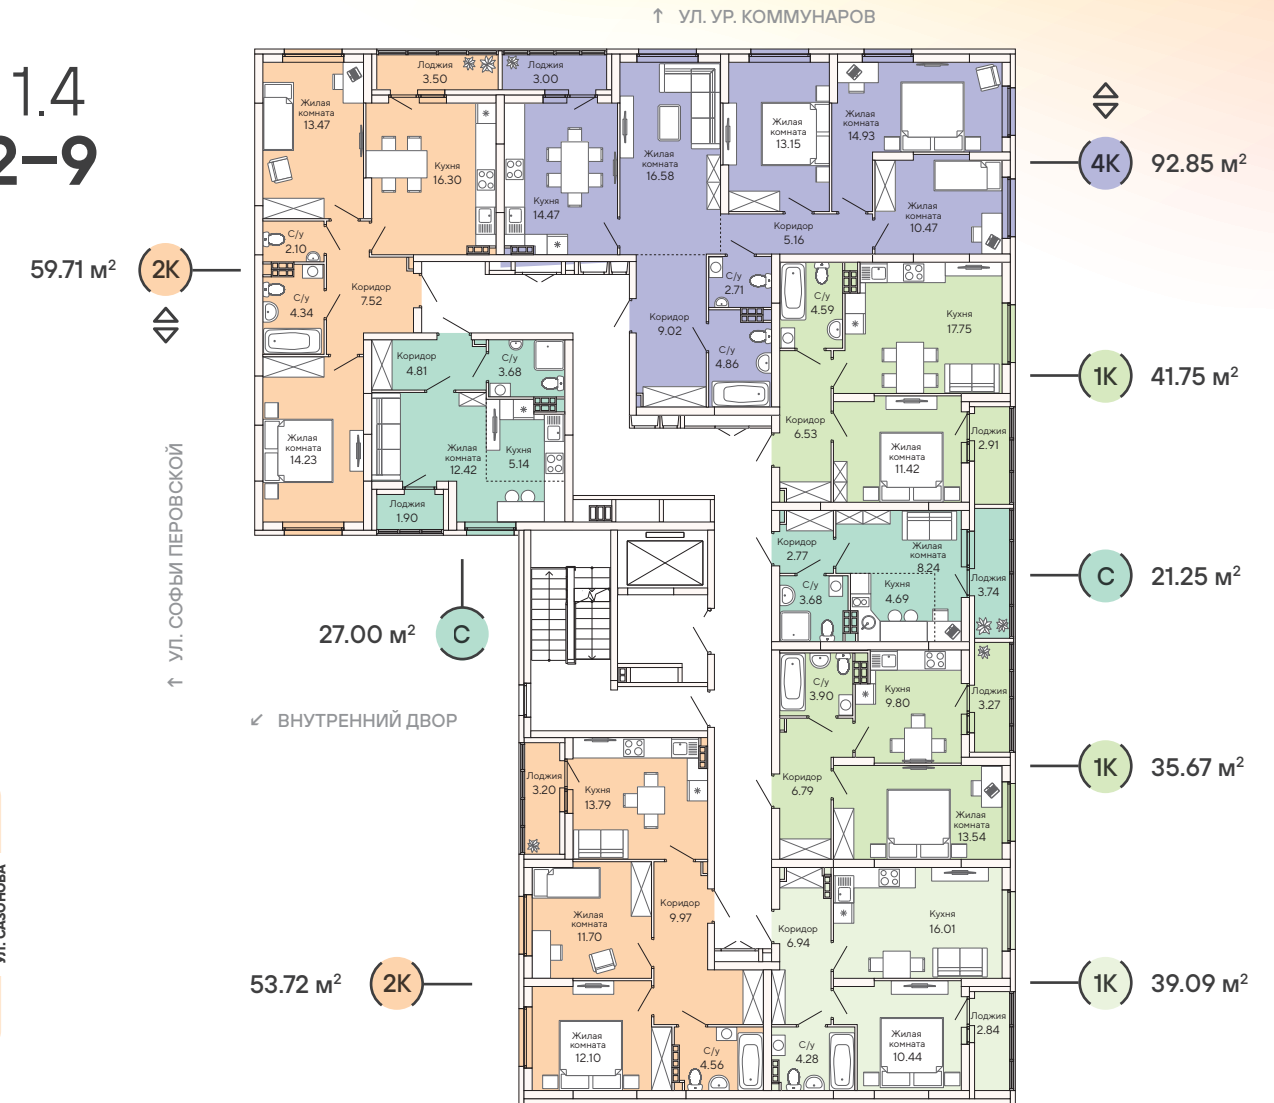 ↑ УЛ. УР. КОММУНАРОВ
1.4
2–9
Лоджия
3.50
Лоджия
3.00
Жилая
комната
13.47
Кухня
16.30
Кухня
14.47
Жилая
комната
16.58
Жилая
комната
13.15
Жилая
комната
14.93
Жилая
комната
10.47
4К 92.85 м²
Коридор
5.16
С/у
2.10
59.71 м² 2К
С/у
4.34
Коридор
7.52
С/у
2.71
Коридор
9.02
С/у
4.86
С/у
4.59
Кухня
17.75
1К 41.75 м²
Коридор
4.81
С/у
3.68
Жилая
комната
14.23
Жилая
комната
12.42
Кухня
5.14
Лоджия
1.90
Коридор
6.53
Жилая
комната
11.42
Лоджия
2.91
↑ УЛ. СОФЬИ ПЕРОВСКОЙ
Коридор
2.77
Жилая
комната
8.24
С/у
3.68
Кухня
4.69
Лоджия
3.74
С 21.25 м²
27.00 м² С
↙ ВНУТРЕННИЙ ДВОР
С/у
3.90
Кухня
9.80
Лоджия
3.27
Коридор
6.79
Жилая
комната
13.54
1К 35.67 м²
Лоджия
3.20
Кухня
13.79
Жилая
комната
11.70
Коридор
9.97
53.72 м² 2К
Жилая
комната
12.10
С/у
4.56
Коридор
6.94
Кухня
16.01
1К 39.09 м²
С/у
4.28
Жилая
комната
10.44
Лоджия
2.84
УЛ. САЗОНОВА